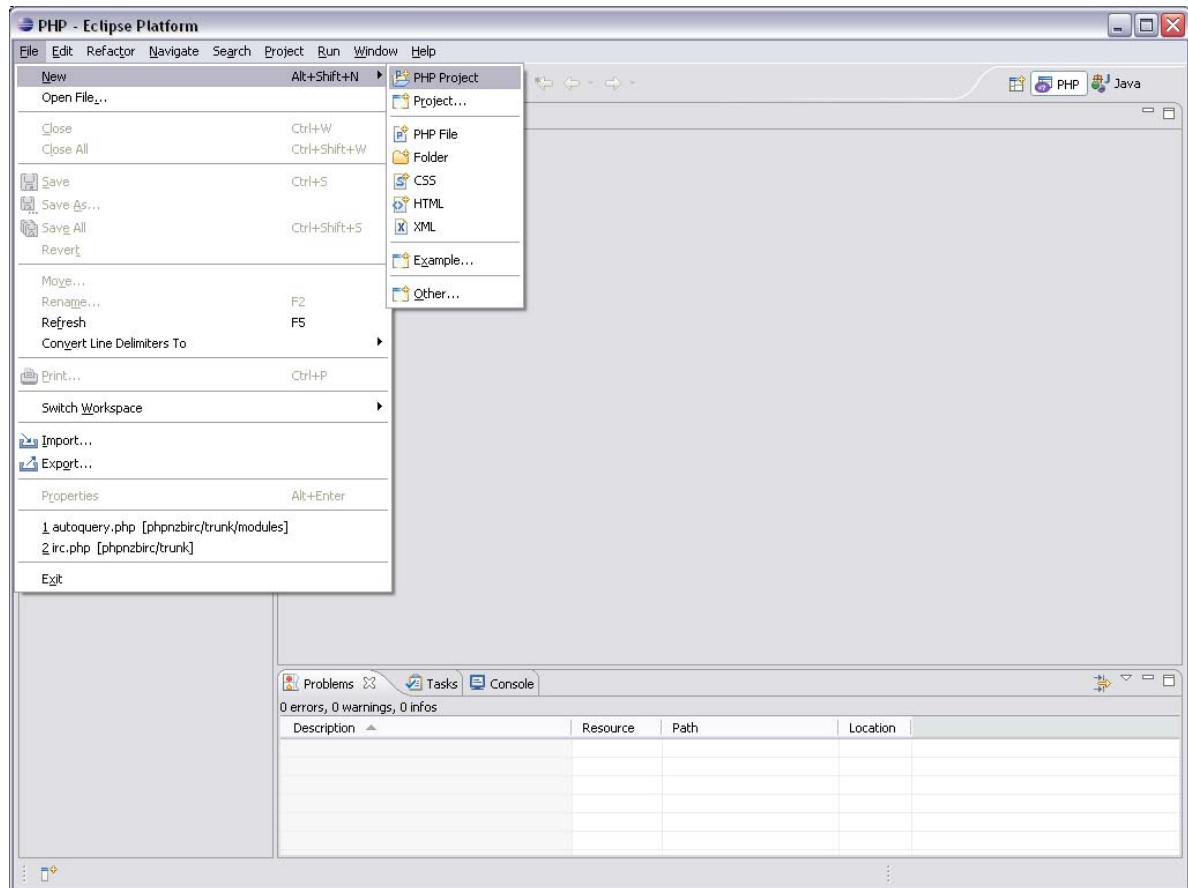 PHP - Eclipse Platform
File Edit Refactor Navigate Search Project Run Window Help
New Alt+Shift+N
Open File...
Close Ctrl+W
Close All Ctrl+Shift+W
Save Ctrl+S
Save As...
Save All Ctrl+Shift+S
Revert
Move...
Rename... F2
Refresh F5
Convert Line Delimiters To
Print... Ctrl+P
Switch Workspace
Import...
Export...
Properties Alt+Enter
1 autoquery.php [phpnzbirc/trunk/modules]
2 irc.php [phpnzbirc/trunk]
Exit
PHP Project
Project...
PHP File
Folder
CSS
HTML
XML
Example...
Other...
PHP Java
Problems Tasks Console
0 errors, 0 warnings, 0 infos
Description Resource Path Location